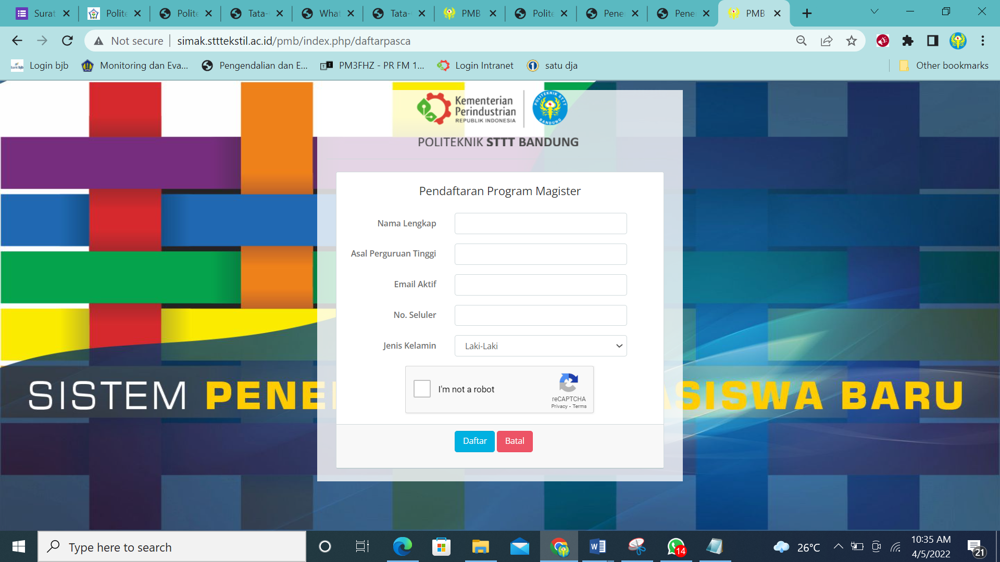 Surat
Polite
Polite
Tata-
What
Tata-
PMB
Polite
Pene
Pene
PMB
Not secure
simak.stttekstil.ac.id/pmb/index.php/daftarpasca
Login bjb
Monitoring dan Eva...
Pengendalian dan E...
PM3FHZ - PR FM 1...
Login Intranet
satu dja
Other bookmarks
Kementerian
Perindustrian
REPUBLIK INDONESIA
POLITEKNIK STTT
BANDUNG
POLITEKNIK STTT BANDUNG
Pendaftaran Program Magister
Nama Lengkap
Asal Perguruan Tinggi
Email Aktif
No. Seluler
Jenis Kelamin
Laki-Laki
I'm not a robot
reCAPTCHA
Privacy - Terms
SISTEM PENE
ASISWA BARU
Daftar
Batal
Type here to search
14
26°C
10:35 AM
4/5/2022
21